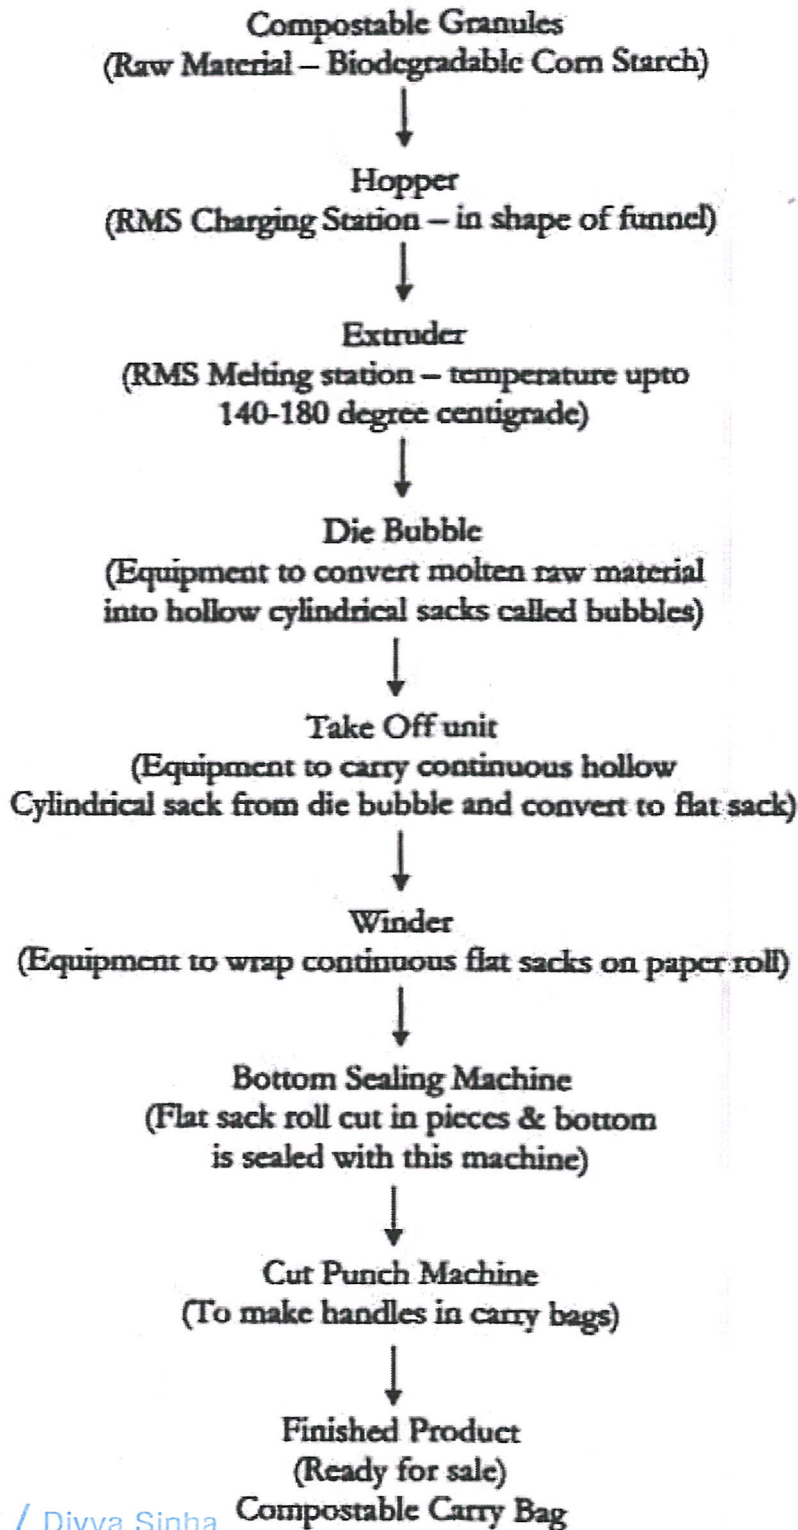 Compostable Granules
(Raw Material – Biodegradable Corn Starch)
Hopper
(RMS Charging Station – in shape of funnel)
Extruder
(RMS Melting station – temperature upto
140-180 degree centigrade)
Die Bubble
(Equipment to convert molten raw material
into hollow cylindrical sacks called bubbles)
Take Off unit
(Equipment to carry continuous hollow
Cylindrical sack from die bubble and convert to flat sack)
Winder
(Equipment to wrap continuous flat sacks on paper roll)
Bottom Sealing Machine
(Flat sack roll cut in pieces & bottom
is sealed with this machine)
Cut Punch Machine
(To make handles in carry bags)
Finished Product
(Ready for sale)
/ Divya Sinha
Compostable Carry Bag